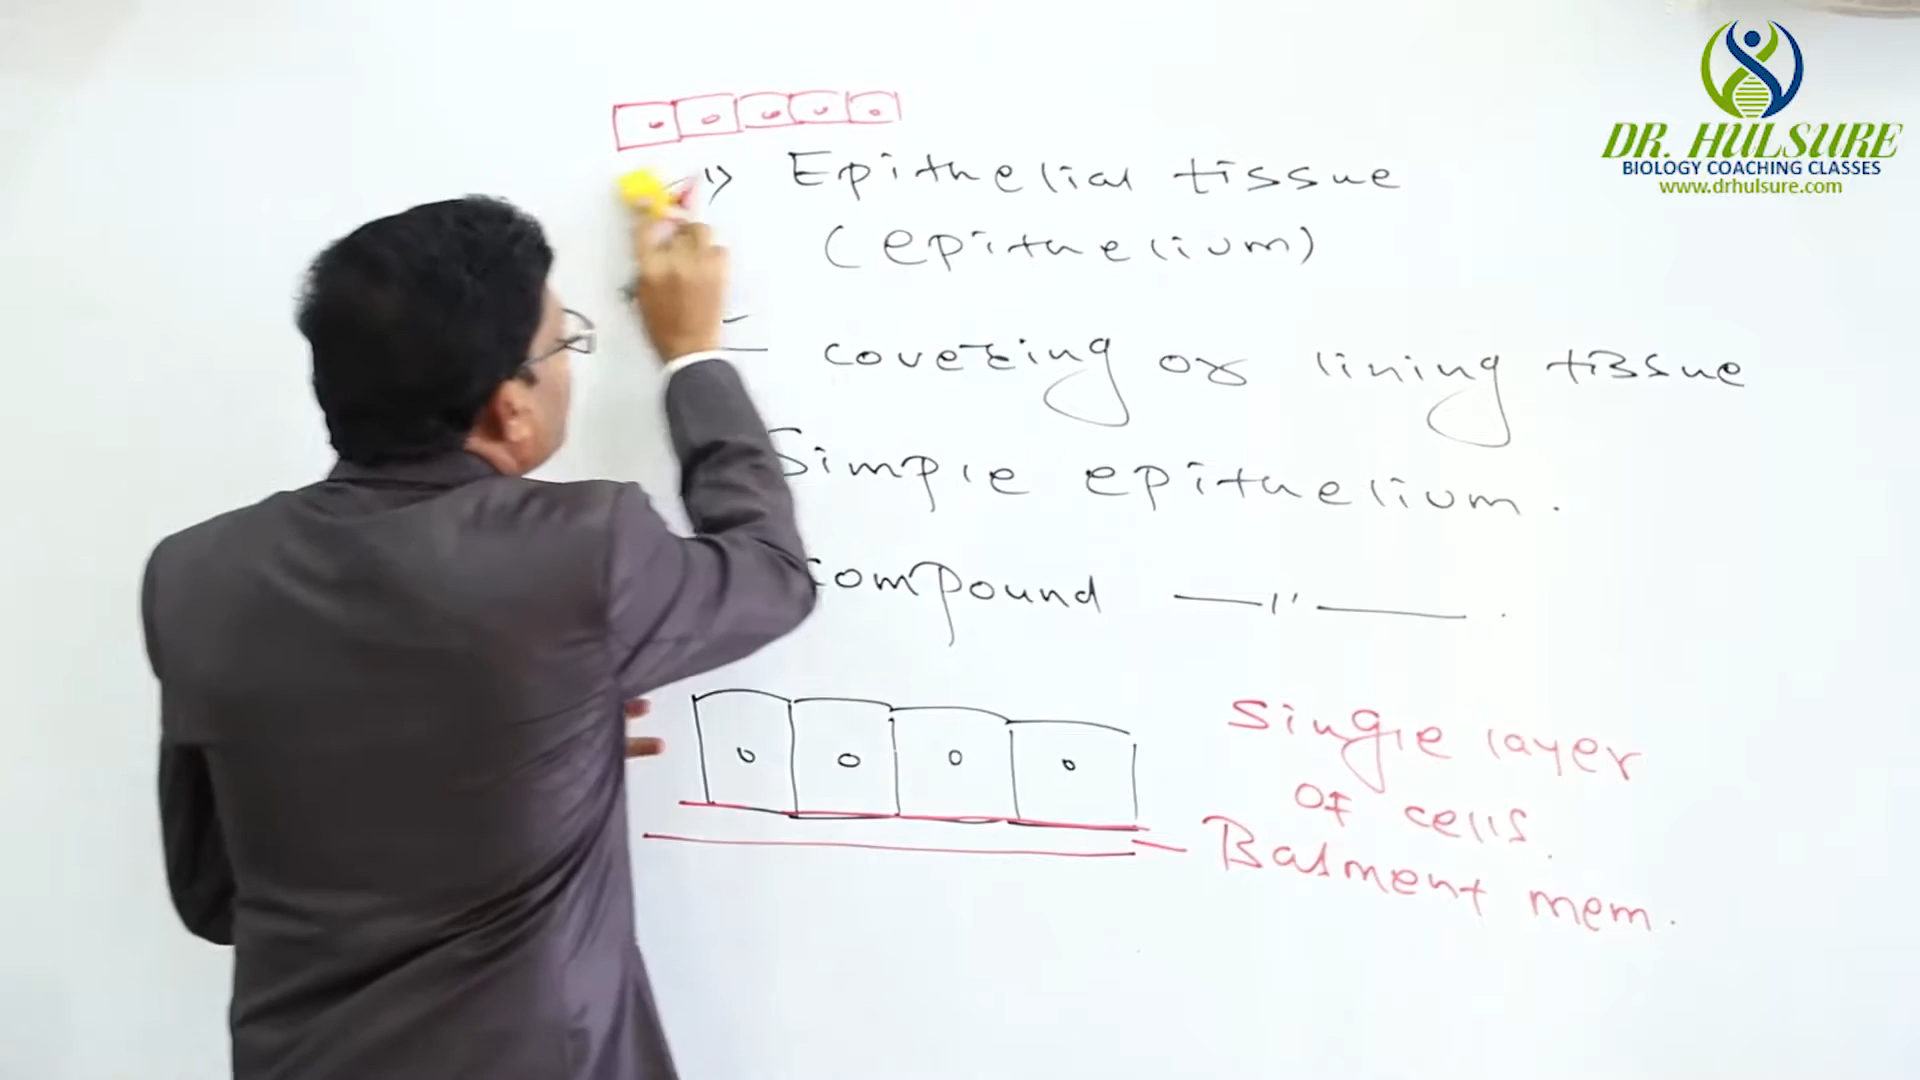 1) Epithelial tissue
(epithelium)
— covering or lining tissue
Simple epithelium.
compound —"— .
Single layer
of cells.
Basment mem.
DR. HULSURE
BIOLOGY COACHING CLASSES
www.drhulsure.com